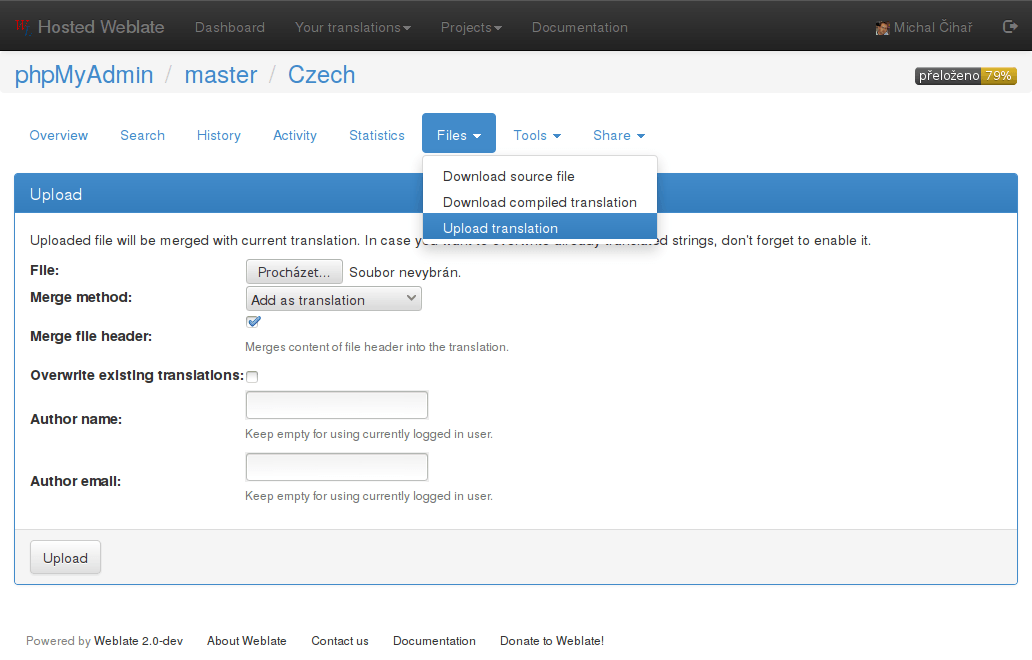 Hosted Weblate Dashboard Your translations Projects Documentation Michal Čihař
phpMyAdmin / master / Czech přeloženo 79%
Overview Search History Activity Statistics Files Tools Share
Download source file
Download compiled translation
Upload translation
Upload
Uploaded file will be merged with current translation. In case you want to overwrite already translated strings, don't forget to enable it.
File: Procházet... Soubor nevybrán.
Merge method: Add as translation
Merge file header:
Merges content of file header into the translation.
Overwrite existing translations:
Author name:
Keep empty for using currently logged in user.
Author email:
Keep empty for using currently logged in user.
Upload
Powered by Weblate 2.0-dev About Weblate Contact us Documentation Donate to Weblate!